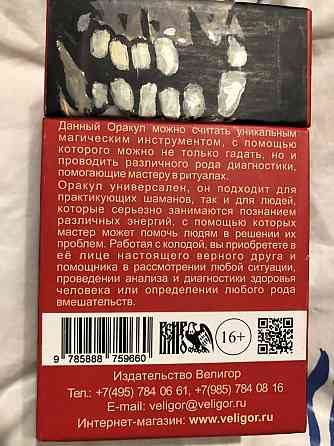 Данный Оракул можно считать уникальным
магическим инструментом, с помощью
которого можно не только гадать, но и
проводить различного рода диагностики,
помогающие мастеру в ритуалах.
Оракул универсален, он подходит для
практикующих шаманов, так и для людей,
которые серьезно занимаются познанием
различных энергий, с помощью которых
мастер может помочь людям в решении их
проблем. Работая с колодой, вы приобретете в
её лице настоящего верного друга и
помощника в рассмотрении любой ситуации,
проведении анализа и диагностики здоровья
человека или определении любого рода
вмешательств.
16+
9 785888 759660
Издательство Велигор
Тел.: +7(495) 784 06 61, +7(985) 784 08 16
E-mail: veligor@veligor.ru
Интернет-магазин: www.veligor.ru